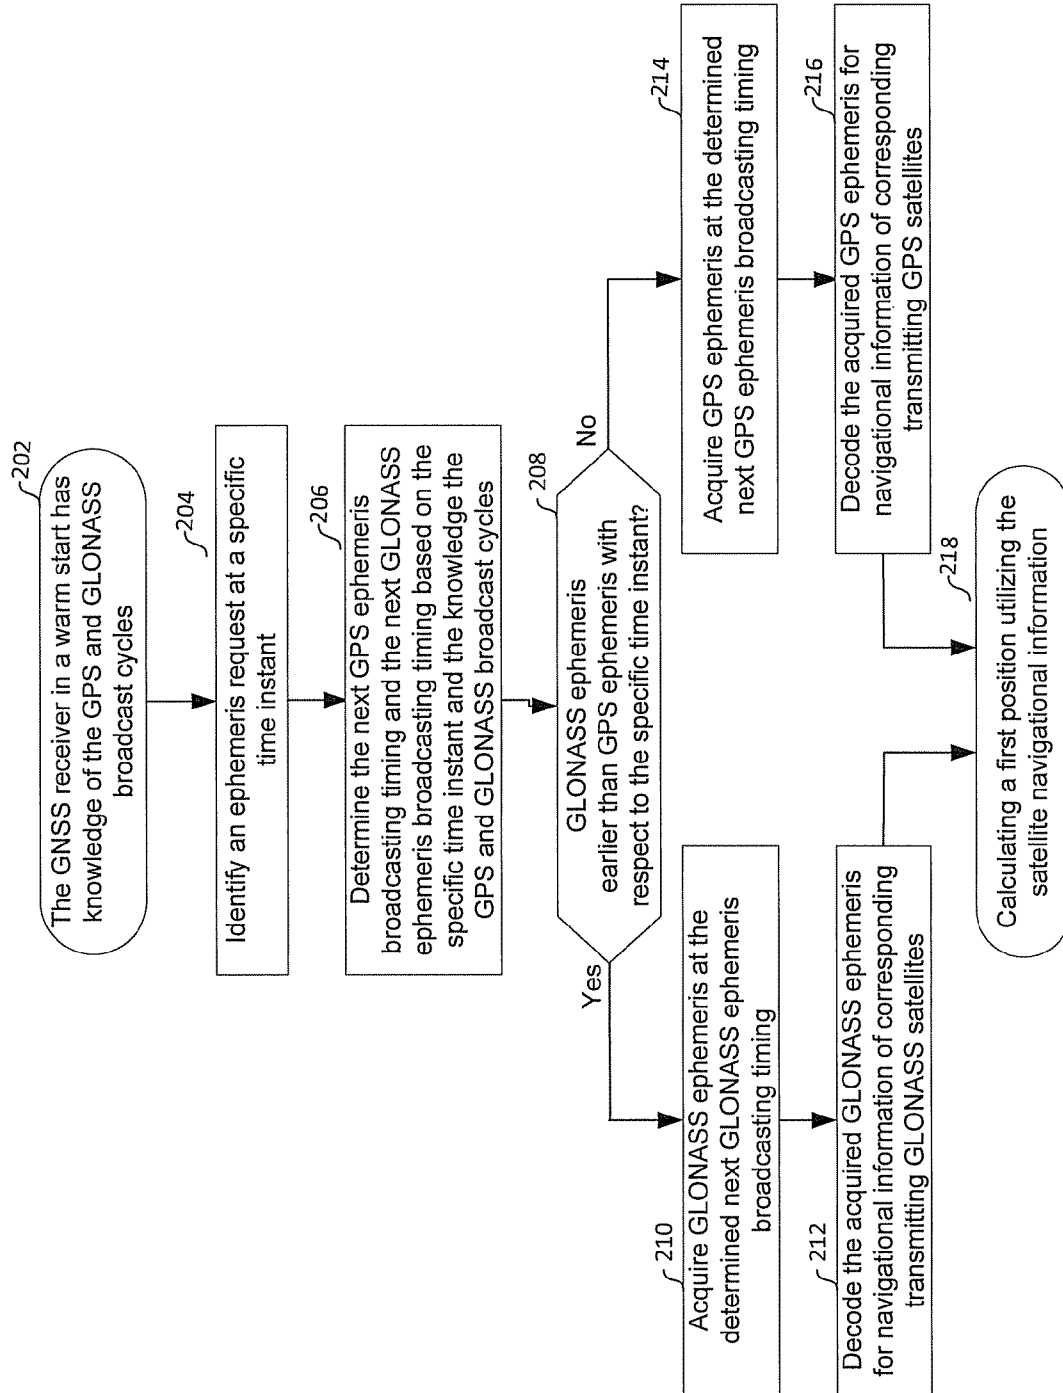 202
The GNSS receiver in a warm start has
knowledge of the GPS and GLONASS
broadcast cycles
204
Identify an ephemeris request at a specific
time instant
206
Determine the next GPS ephemeris
broadcasting timing and the next GLONASS
ephemeris broadcasting timing based on the
specific time instant and the knowledge the
GPS and GLONASS broadcast cycles
208
GLONASS ephemeris
earlier than GPS ephemeris with
respect to the specific time instant?
Yes
No
210
Acquire GLONASS ephemeris at the
determined next GLONASS ephemeris
broadcasting timing
212
Decode the acquired GLONASS ephemeris
for navigational information of corresponding
transmitting GLONASS satellites
214
Acquire GPS ephemeris at the determined
next GPS ephemeris broadcasting timing
216
Decode the acquired GPS ephemeris for
navigational information of corresponding
transmitting GPS satellites
218
Calculating a first position utilizing the
satellite navigational information